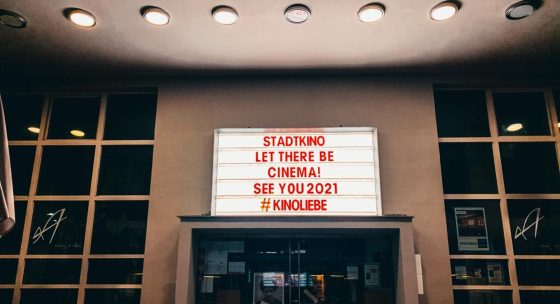 STADTKINO
LET THERE BE
CINEMA!
SEE YOU 2021
#KINOLIEBE